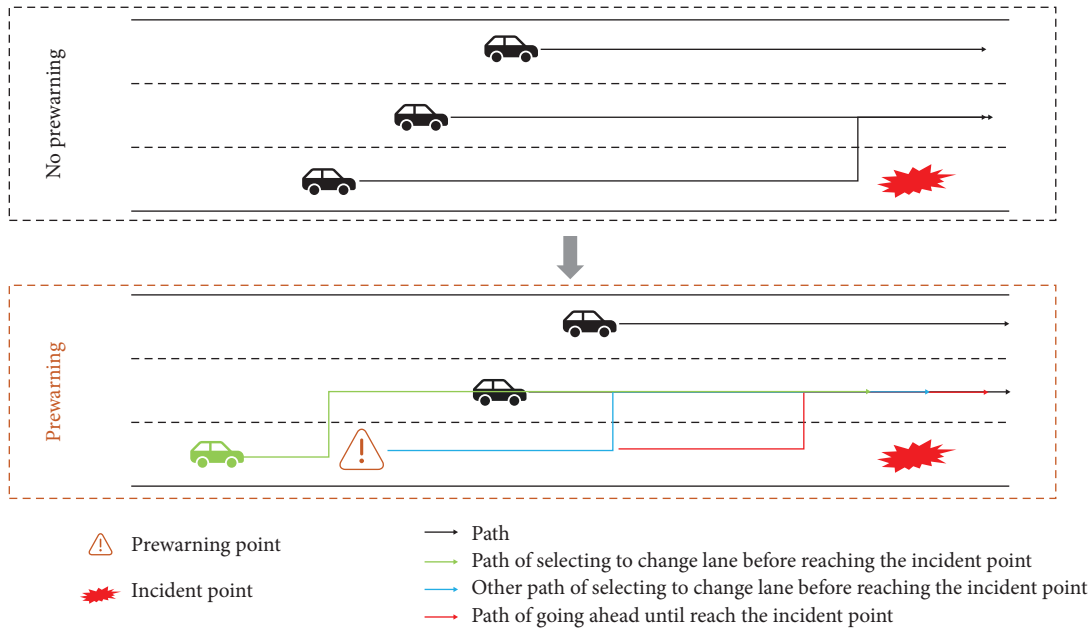 No prewarning
Prewarning
Prewarning point
Incident point
Path
Path of selecting to change lane before reaching the incident point
Other path of selecting to change lane before reaching the incident point
Path of going ahead until reach the incident point